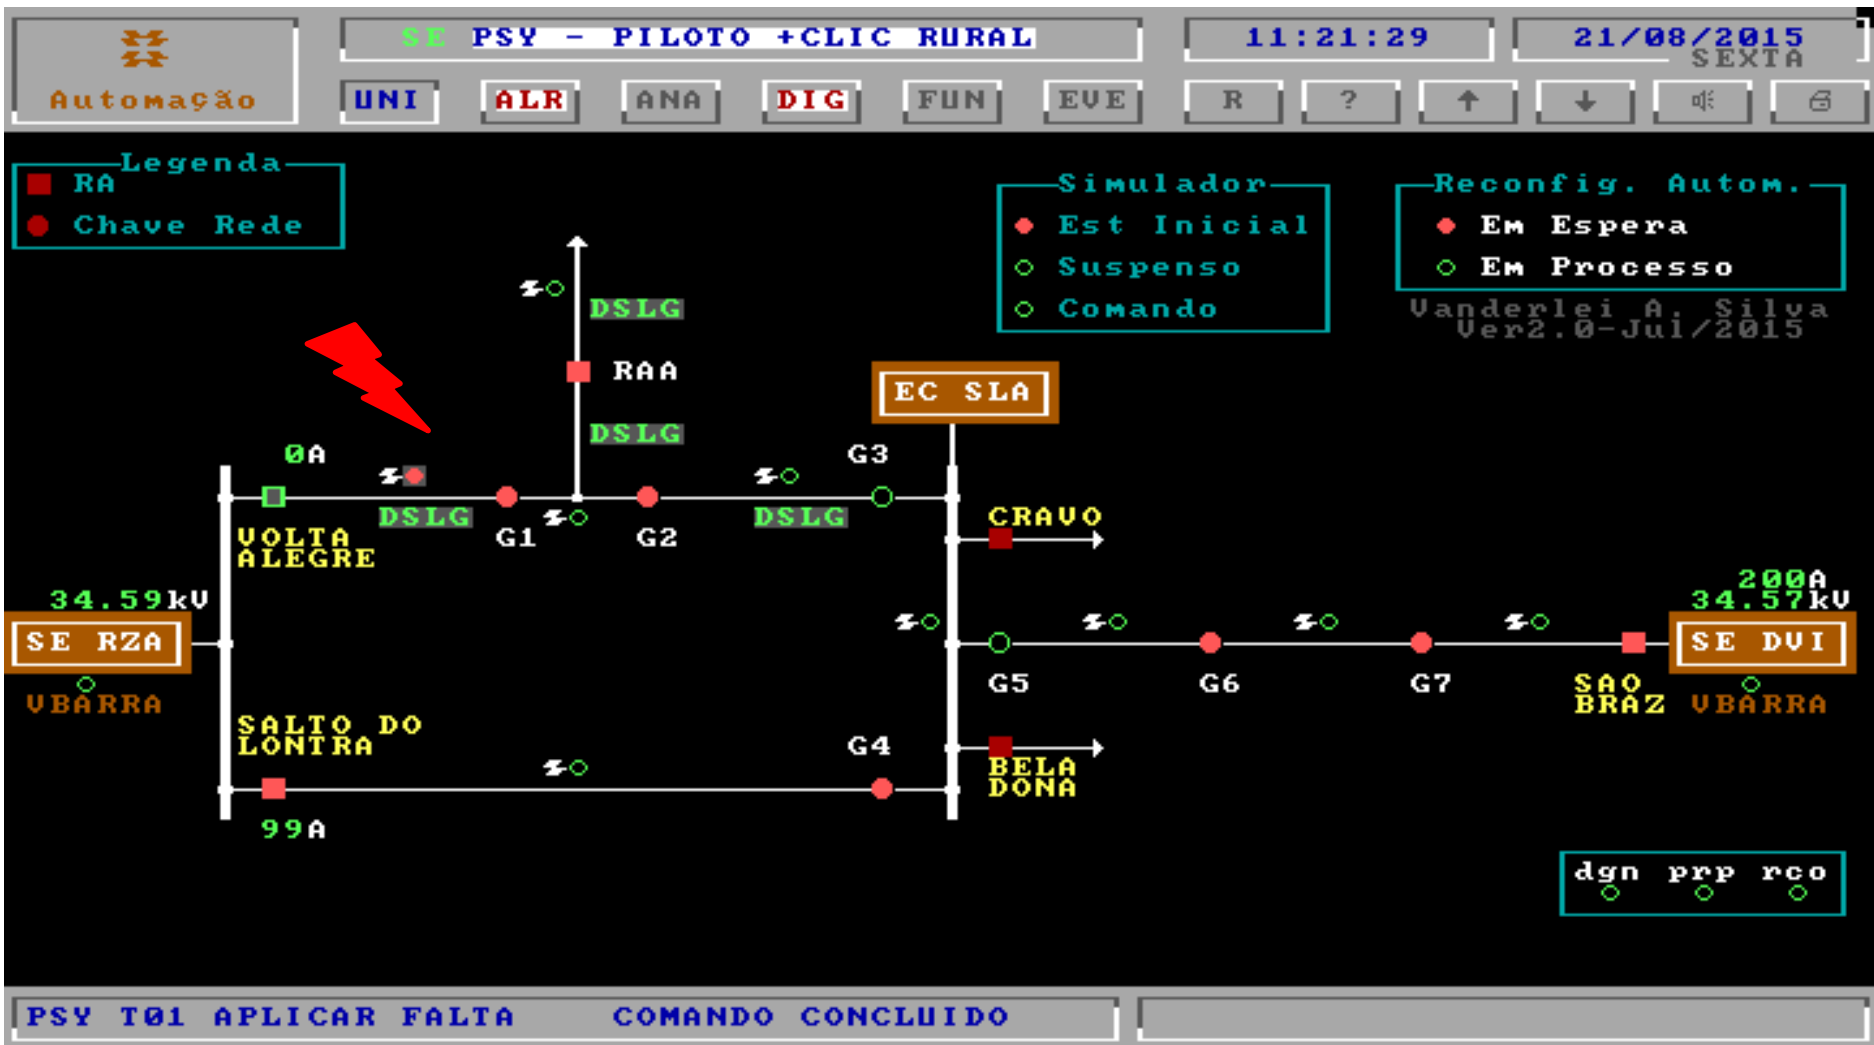 SE PSY - PILOTO +CLIC RURAL
11:21:29
21/08/2015
SEXTA
Automação
UNI
ALR
ANA
DIG
FUN
EVE
R
?
Legenda
RA
Chave Rede
Simulador
Est Inicial
Suspenso
Comando
Reconfig. Autom.
Em Espera
Em Processo
Vanderlei A. Silva
Ver2.0-Jul/2015
DSLG
RAA
DSLG
EC SLA
0A
G3
DSLG
G1
G2
DSLG
VOLTA
ALEGRE
CRAVO
34.59kV
SE RZA
VBARRA
200A
34.57kV
SE DVI
VBARRA
G5
G6
G7
SAO
BRAZ
SALTO DO
LONTRA
G4
BELA
DONA
99A
dgn prp rco
PSY T01 APLICAR FALTA COMANDO CONCLUIDO